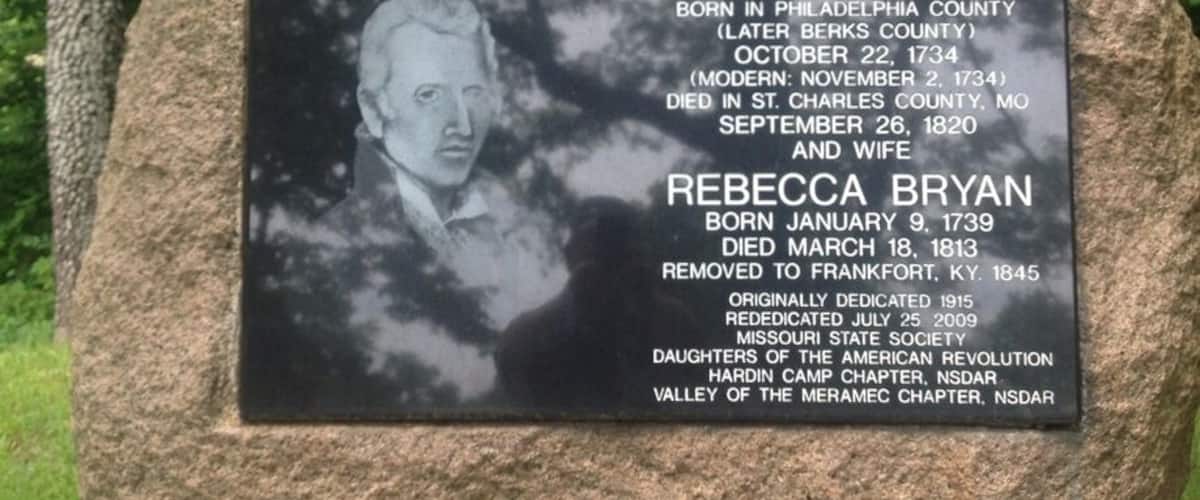 BORN IN PHILADELPHIA COUNTY
(LATER BERKS COUNTY)
OCTOBER 22, 1734
(MODERN: NOVEMBER 2, 1734)
DIED IN ST. CHARLES COUNTY, MO
SEPTEMBER 26, 1820
AND WIFE
REBECCA BRYAN
BORN JANUARY 9, 1739
DIED MARCH 18, 1813
REMOVED TO FRANKFORT, KY. 1845
ORIGINALLY DEDICATED 1915
REDEDICATED JULY 25, 2009
MISSOURI STATE SOCIETY
DAUGHTERS OF THE AMERICAN REVOLUTION
HARDIN CAMP CHAPTER, NSDAR
VALLEY OF THE MERAMEC CHAPTER, NSDAR